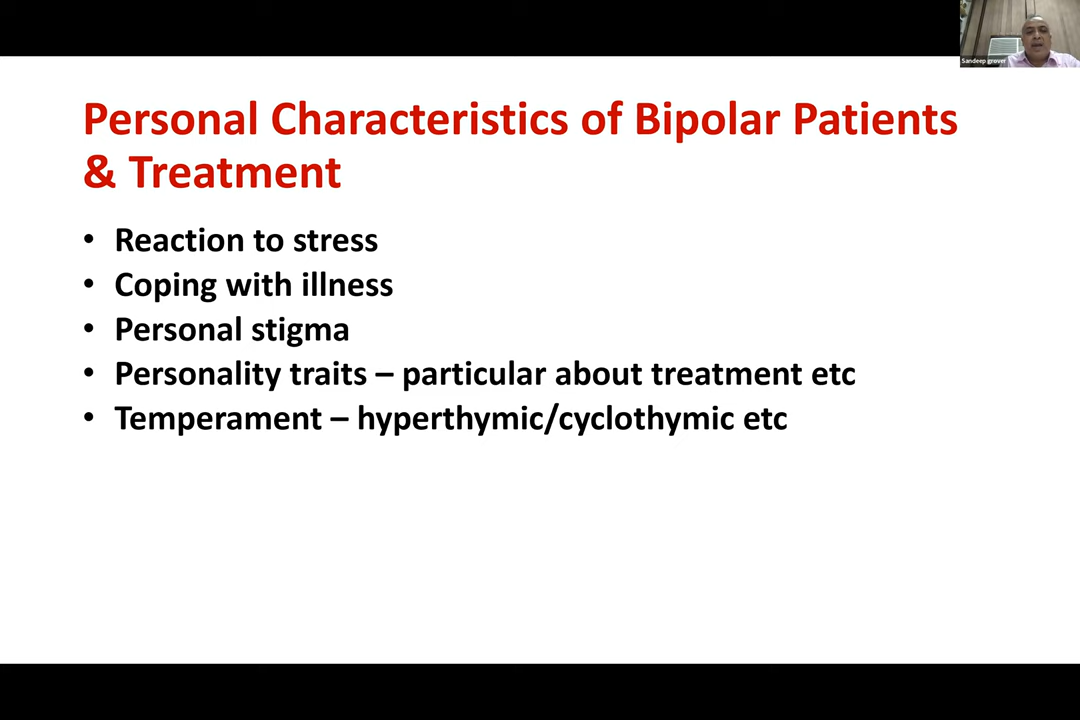 Sandeep grover
Personal Characteristics of Bipolar Patients
& Treatment
• Reaction to stress
• Coping with illness
• Personal stigma
• Personality traits – particular about treatment etc
• Temperament – hyperthymic/cyclothymic etc